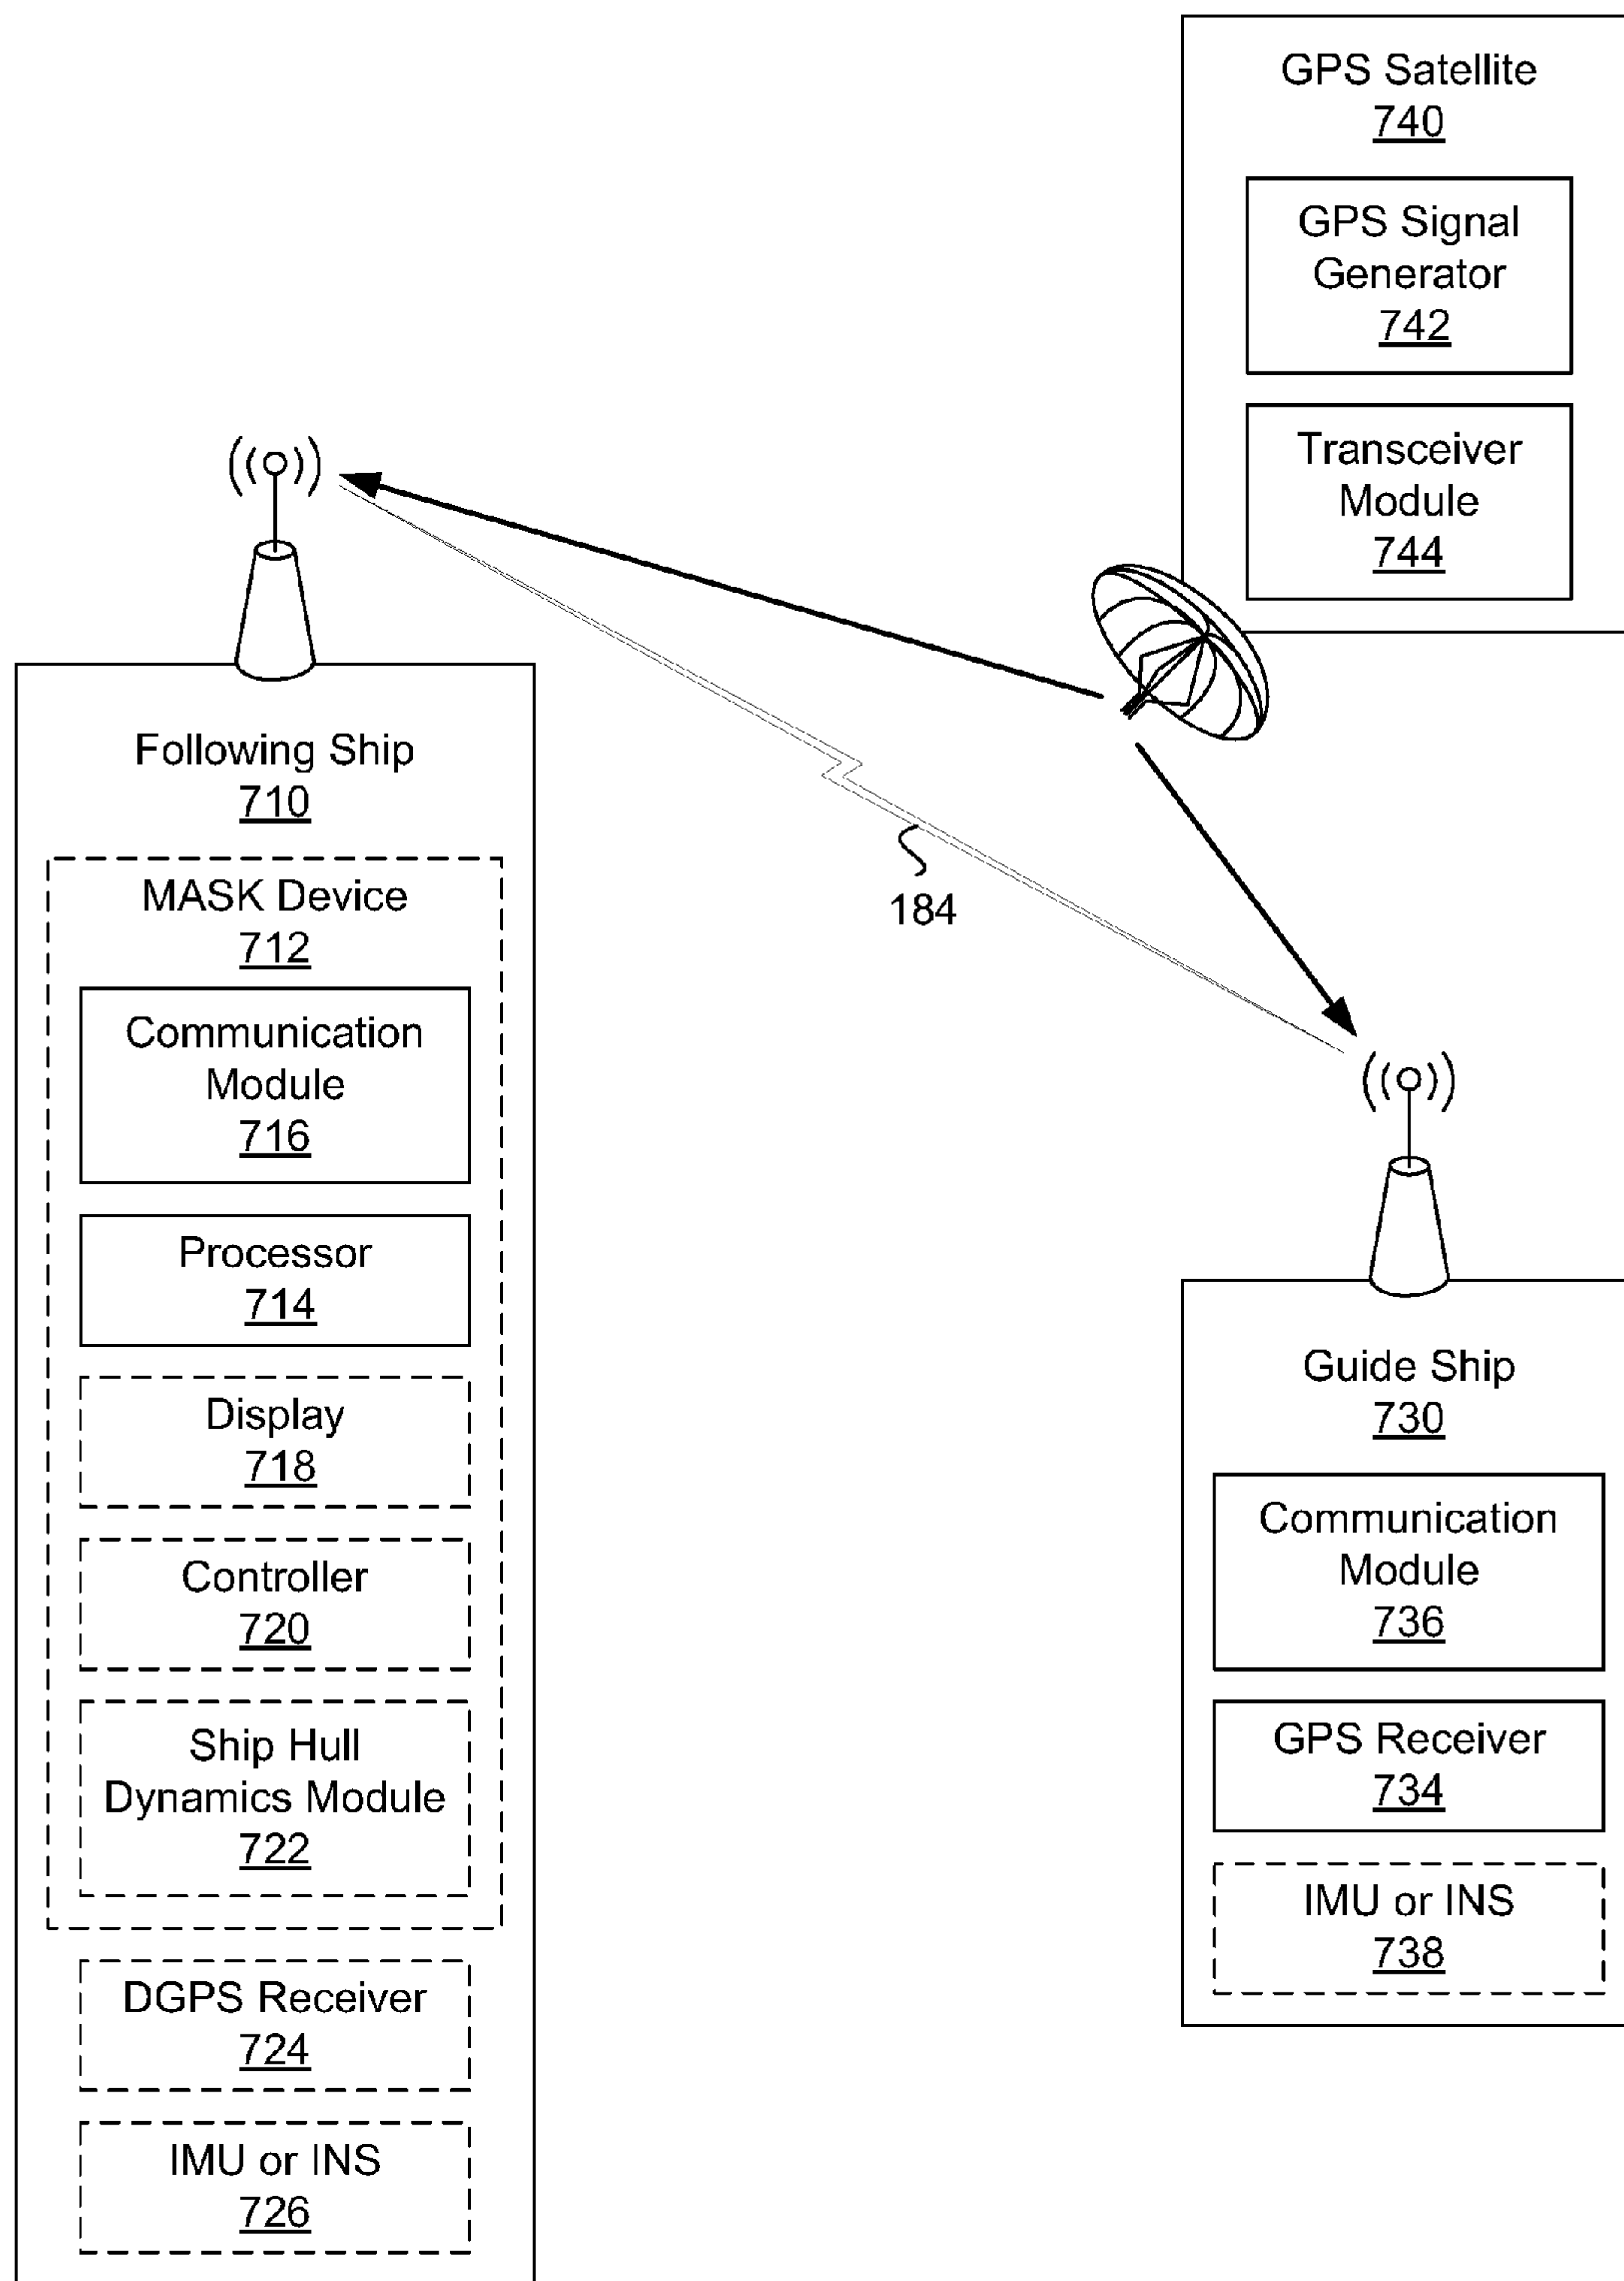 GPS Satellite
740
GPS Signal
Generator
742
Transceiver
Module
744
Following Ship
710
MASK Device
712
Communication
Module
716
Processor
714
Display
718
Controller
720
Ship Hull
Dynamics Module
722
DGPS Receiver
724
IMU or INS
726
184
Guide Ship
730
Communication
Module
736
GPS Receiver
734
IMU or INS
738